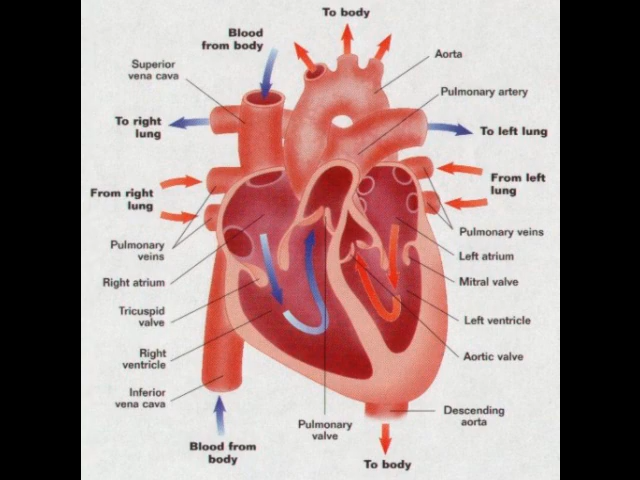 To body
Blood
from body
Superior
vena cava
Aorta
Pulmonary artery
To right
lung
To left lung
From right
lung
From left
lung
Pulmonary
veins
Pulmonary veins
Left atrium
Right atrium
Mitral valve
Tricuspid
valve
Left ventricle
Right
ventricle
Aortic valve
Inferior
vena cava
Pulmonary
valve
Descending
aorta
Blood from
body
To body